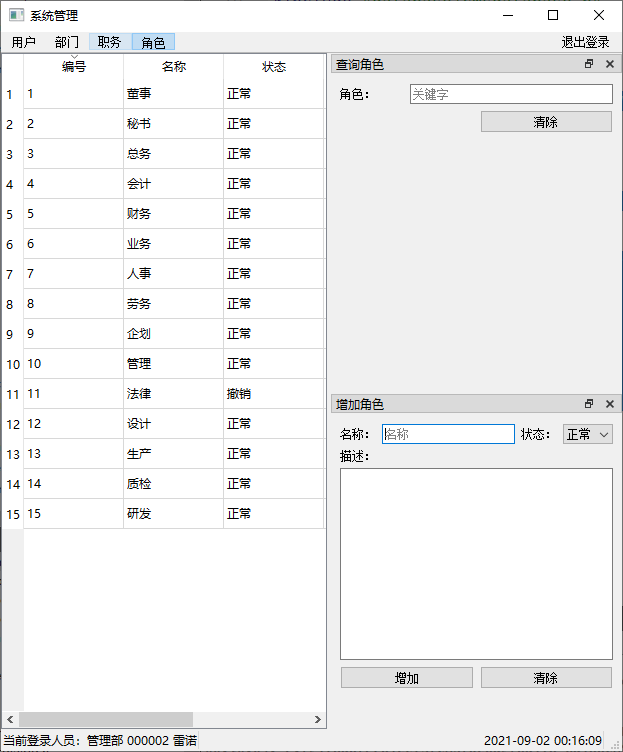 系统管理
用户 部门 职务 角色 退出登录
编号 名称 状态
1 1 董事 正常
2 2 秘书 正常
3 3 总务 正常
4 4 会计 正常
5 5 财务 正常
6 6 业务 正常
7 7 人事 正常
8 8 劳务 正常
9 9 企划 正常
10 10 管理 正常
11 11 法律 撤销
12 12 设计 正常
13 13 生产 正常
14 14 质检 正常
15 15 研发 正常
查询角色
角色： 关键字
清除
增加角色
名称： 名称 状态： 正常
描述：
增加 清除
当前登录人员：管理部 000002 雷诺 2021-09-02 00:16:09